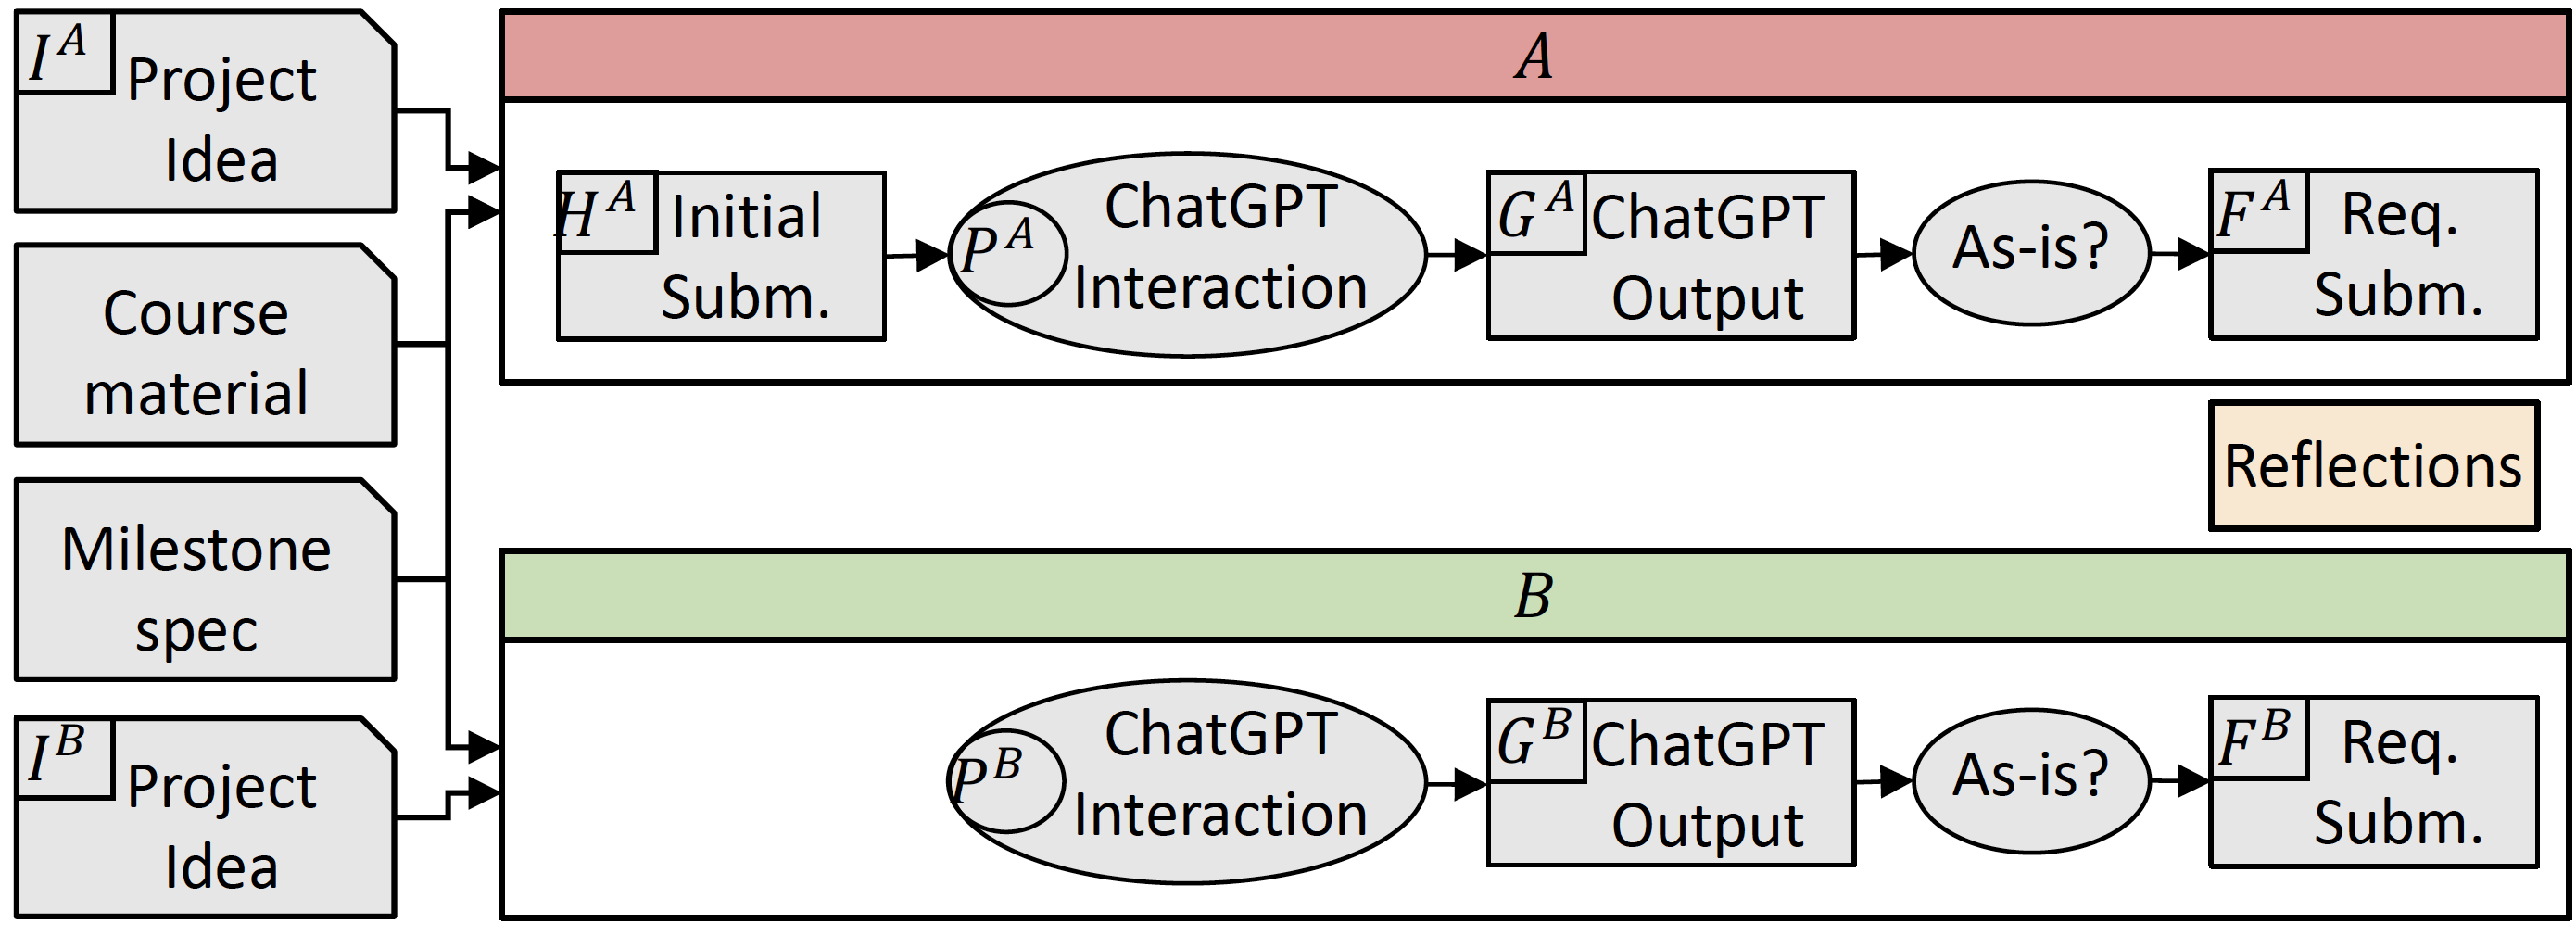 I^A Project
Idea
Course
material
Milestone
spec
I^B Project
Idea
A
H^A Initial
Subm.
P^A ChatGPT
Interaction
G^A ChatGPT
Output
As-is?
F^A Req.
Subm.
Reflections
B
P^B ChatGPT
Interaction
G^B ChatGPT
Output
As-is?
F^B Req.
Subm.